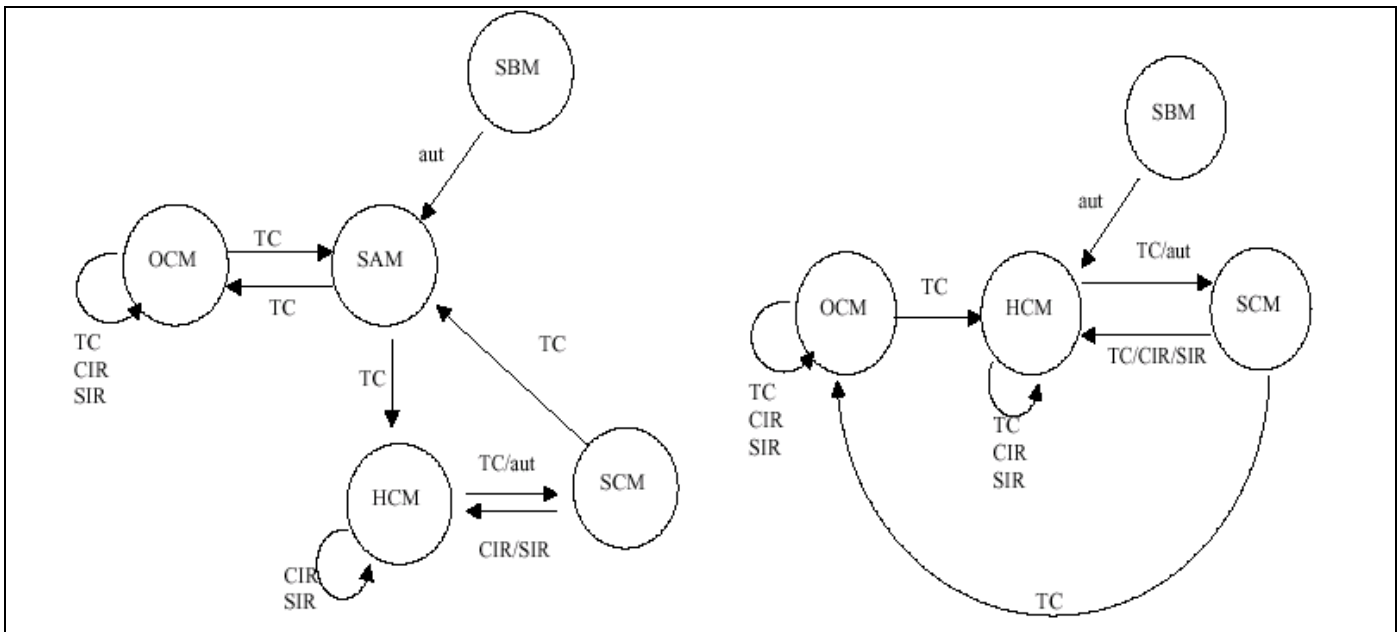 SBM
aut
OCM
TC
SAM
TC
TC
CIR
SIR
TC
TC
HCM
TC/aut
SCM
CIR/SIR
CIR
SIR
SBM
aut
OCM
TC
HCM
TC/aut
SCM
TC/CIR/SIR
TC
CIR
SIR
TC
CIR
SIR
TC